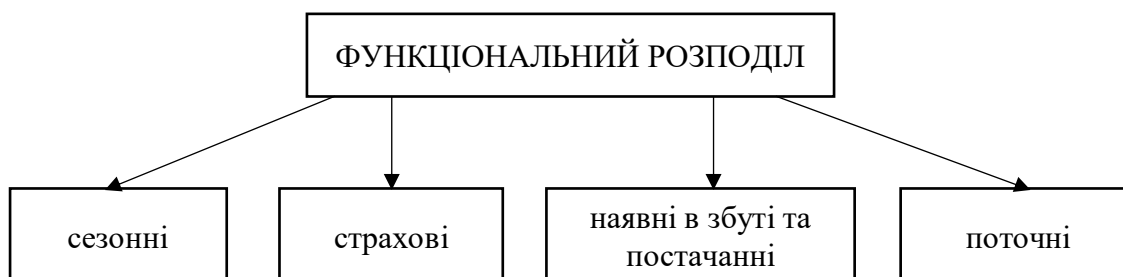 ФУНКЦІОНАЛЬНИЙ РОЗПОДІЛ
сезонні
страхові
наявні в збуті та
постачанні
поточні